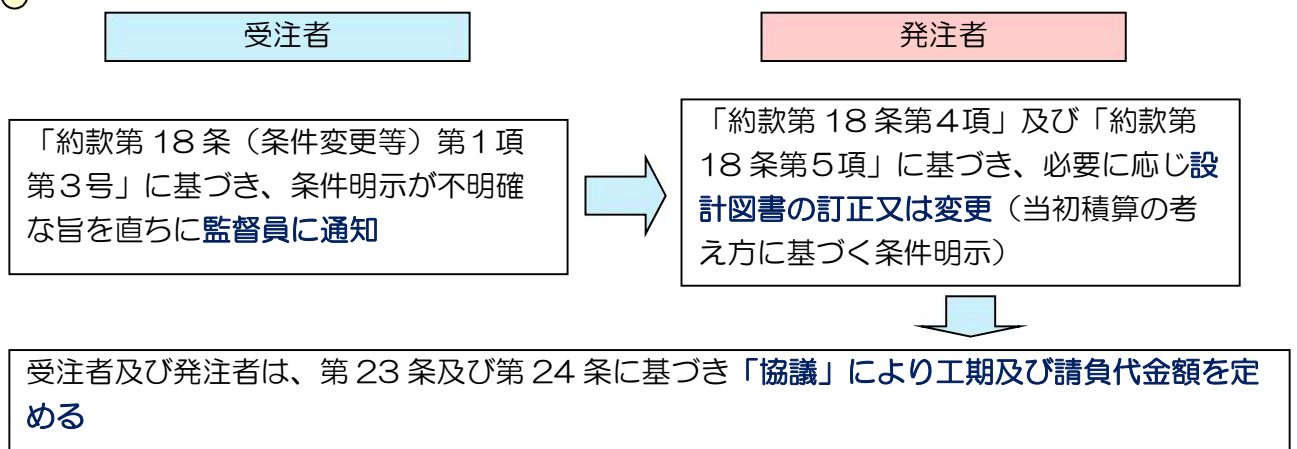 受注者
発注者
「約款第18条（条件変更等）第1項
第3号」に基づき、条件明示が不明確
な旨を直ちに監督員に通知
「約款第18条第4項」及び「約款第
18条第5項」に基づき、必要に応じ設
計図書の訂正又は変更（当初積算の考
え方に基づく条件明示）
受注者及び発注者は、第23条及び第24条に基づき「協議」により工期及び請負代金額を定
める